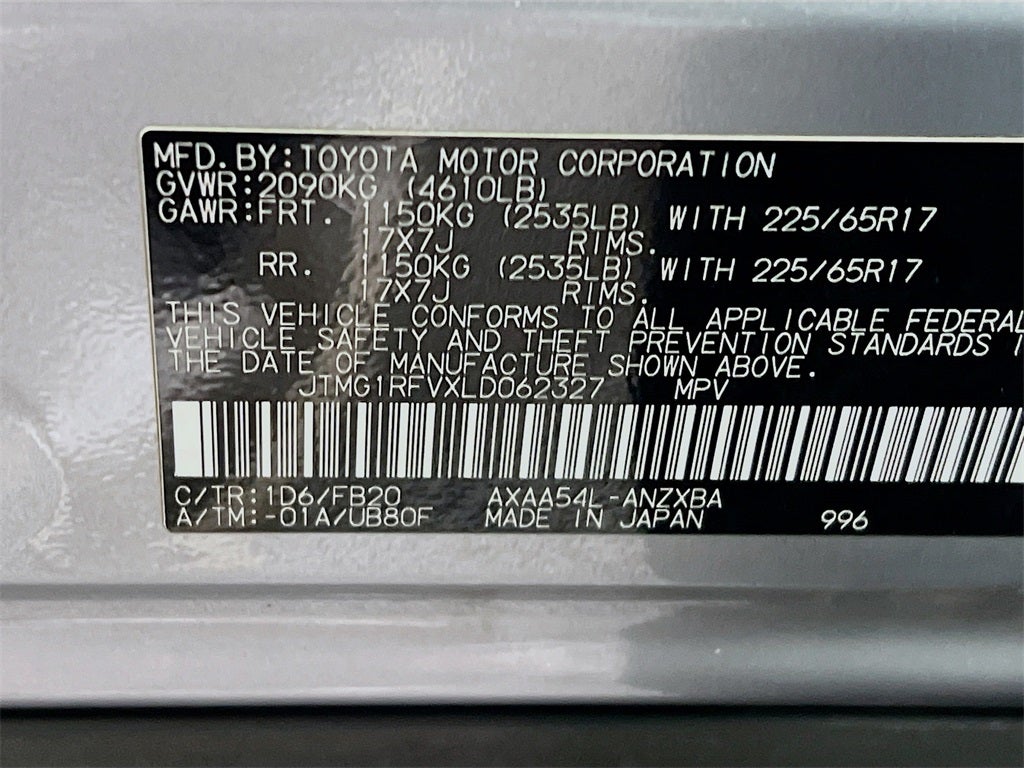 MFD.BY:TOYOTA MOTOR CORPORATION
GVWR:2090KG (4610LB)
GAWR:FRT. 1150KG (2535LB) WITH 225/65R17
17X7J RIMS.
RR. 1150KG (2535LB) WITH 225/65R17
17X7J RIMS.
THIS VEHICLE CONFORMS TO ALL APPLICABLE FEDERAL
VEHICLE SAFETY AND THEFT PREVENTION STANDARDS
THE DATE OF MANUFACTURE SHOWN ABOVE.
JTMG1RFVXLD062327 MPV
C/TR:1D6/FB20 AXAA54L-ANZXBA
A/TM:-01A/UB80F MADE IN JAPAN 996